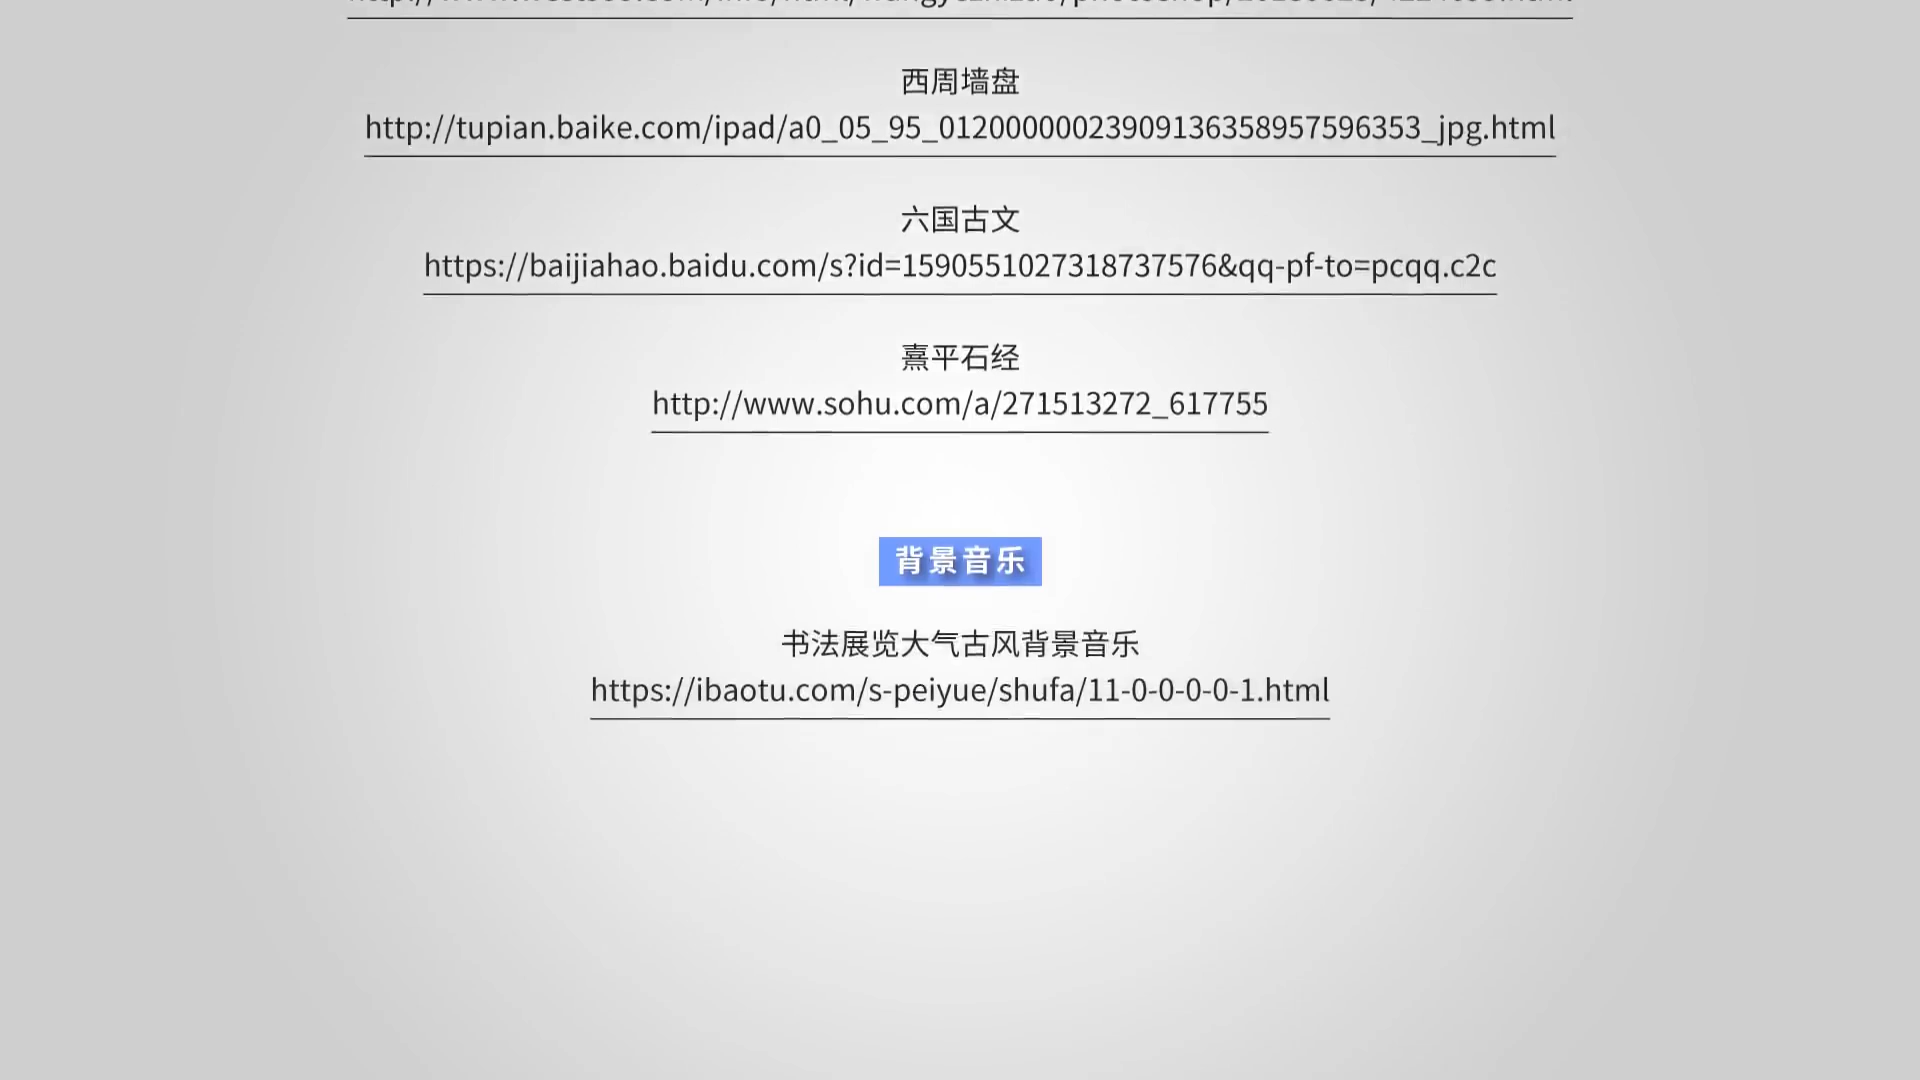 西周墙盘
http://tupian.baike.com/ipad/a0_05_95_01200000023909136358957596353_jpg.html
六国古文
https://baijiahao.baidu.com/s?id=1590551027318737576&qq-pf-to=pcqq.c2c
熹平石经
http://www.sohu.com/a/271513272_617755
背景音乐
书法展览大气古风背景音乐
https://ibaotu.com/s-peiyue/shufa/11-0-0-0-0-1.html